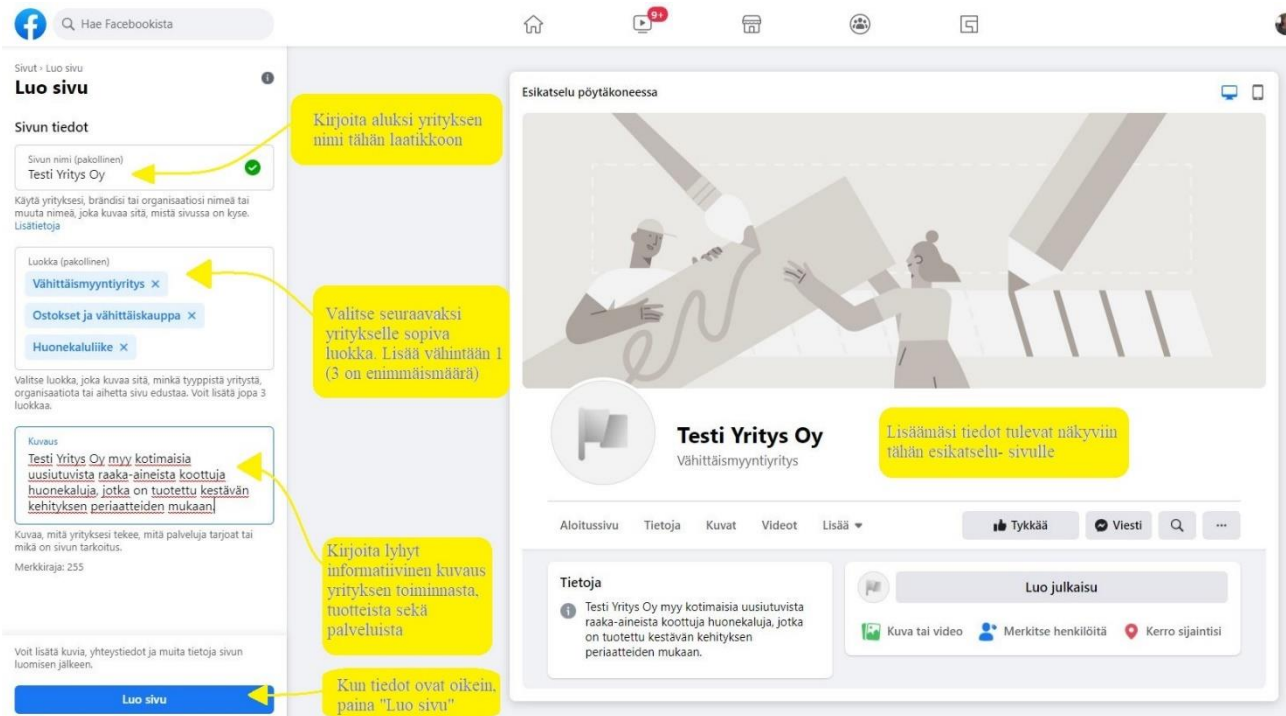 Hae Facebookista
9+
Sivut › Luo sivu
Luo sivu
Sivun tiedot
Sivun nimi (pakollinen)
Testi Yritys Oy
Käytä yrityksesi, brändisi tai organisaatiosi nimeä tai
muuta nimeä, joka kuvaa sitä, mistä sivussa on kyse.
Lisätietoja
Luokka (pakollinen)
Vähittäismyyntiyritys ×
Ostokset ja vähittäiskauppa ×
Huonekaluliike ×
Valitse luokka, joka kuvaa sitä, minkä tyyppistä yritystä,
organisaatiota tai aihetta sivu edustaa. Voit lisätä jopa 3
luokkaa.
Kuvaus
Testi Yritys Oy myy kotimaisia
uusiutuvista raaka-aineista koottuja
huonekaluja, jotka on tuotettu kestävän
kehityksen periaatteiden mukaan.
Kuvaa, mitä yrityksesi tekee, mitä palveluja tarjoat tai
mikä on sivun tarkoitus.
Merkkiraja: 255
Voit lisätä kuvia, yhteystiedot ja muita tietoja sivun
luomisen jälkeen.
Luo sivu
Kirjoita aluksi yrityksen
nimi tähän laatikkoon
Valitse seuraavaksi
yritykselle sopiva
luokka. Lisää vähintään 1
(3 on enimmäismäärä)
Kirjoita lyhyt
informatiivinen kuvaus
yrityksen toiminnasta,
tuotteista sekä
palveluista
Kun tiedot ovat oikein,
paina "Luo sivu"
Esikatselu pöytäkoneessa
Testi Yritys Oy
Vähittäismyyntiyritys
Lisäämäsi tiedot tulevat näkyviin
tähän esikatselu- sivulle
Aloitussivu Tietoja Kuvat Videot Lisää
Tykkää Viesti
Tietoja
Testi Yritys Oy myy kotimaisia uusiutuvista
raaka-aineista koottuja huonekaluja, jotka
on tuotettu kestävän kehityksen
periaatteiden mukaan.
Luo julkaisu
Kuva tai video Merkitse henkilöitä Kerro sijaintisi